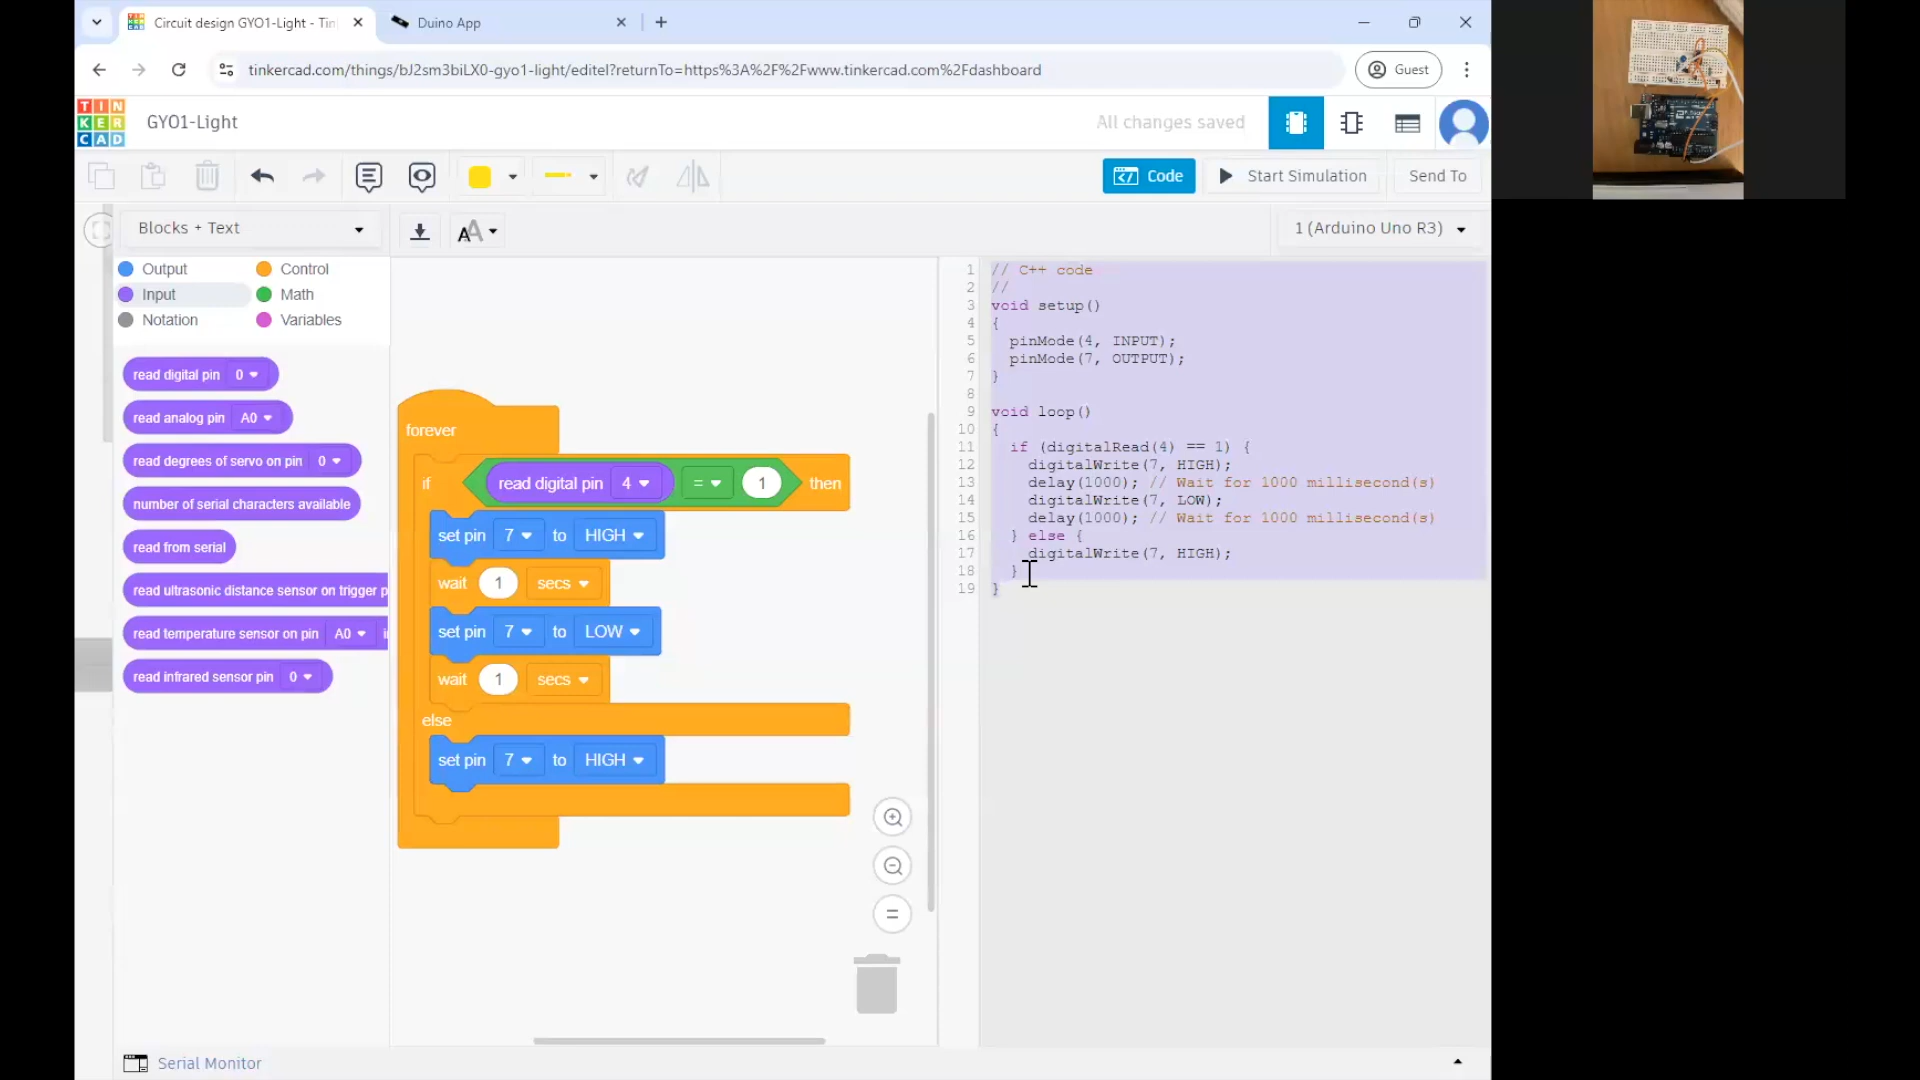 Circuit design GYO1-Light - Tin
Duino App
tinkercad.com/things/bJ2sm3biLX0-gyo1-light/editel?returnTo=https%3A%2F%2Fwww.tinkercad.com%2Fdashboard
Guest
TIN
KER
CAD
GYO1-Light
All changes saved
Code
Start Simulation
Send To
Blocks + Text
AA
1 (Arduino Uno R3)
Output
Control
Input
Math
Notation
Variables
read digital pin 0
read analog pin A0
read degrees of servo on pin 0
number of serial characters available
read from serial
read ultrasonic distance sensor on trigger p
read temperature sensor on pin A0 i
read infrared sensor pin 0
forever
if read digital pin 4 = 1 then
set pin 7 to HIGH
wait 1 secs
set pin 7 to LOW
wait 1 secs
else
set pin 7 to HIGH
1 // C++ code
2 //
3 void setup()
4 {
5 pinMode(4, INPUT);
6 pinMode(7, OUTPUT);
7 }
8
9 void loop()
10 {
11 if (digitalRead(4) == 1) {
12 digitalWrite(7, HIGH);
13 delay(1000); // Wait for 1000 millisecond(s)
14 digitalWrite(7, LOW);
15 delay(1000); // Wait for 1000 millisecond(s)
16 } else {
17 digitalWrite(7, HIGH);
18 }
19 }
Serial Monitor